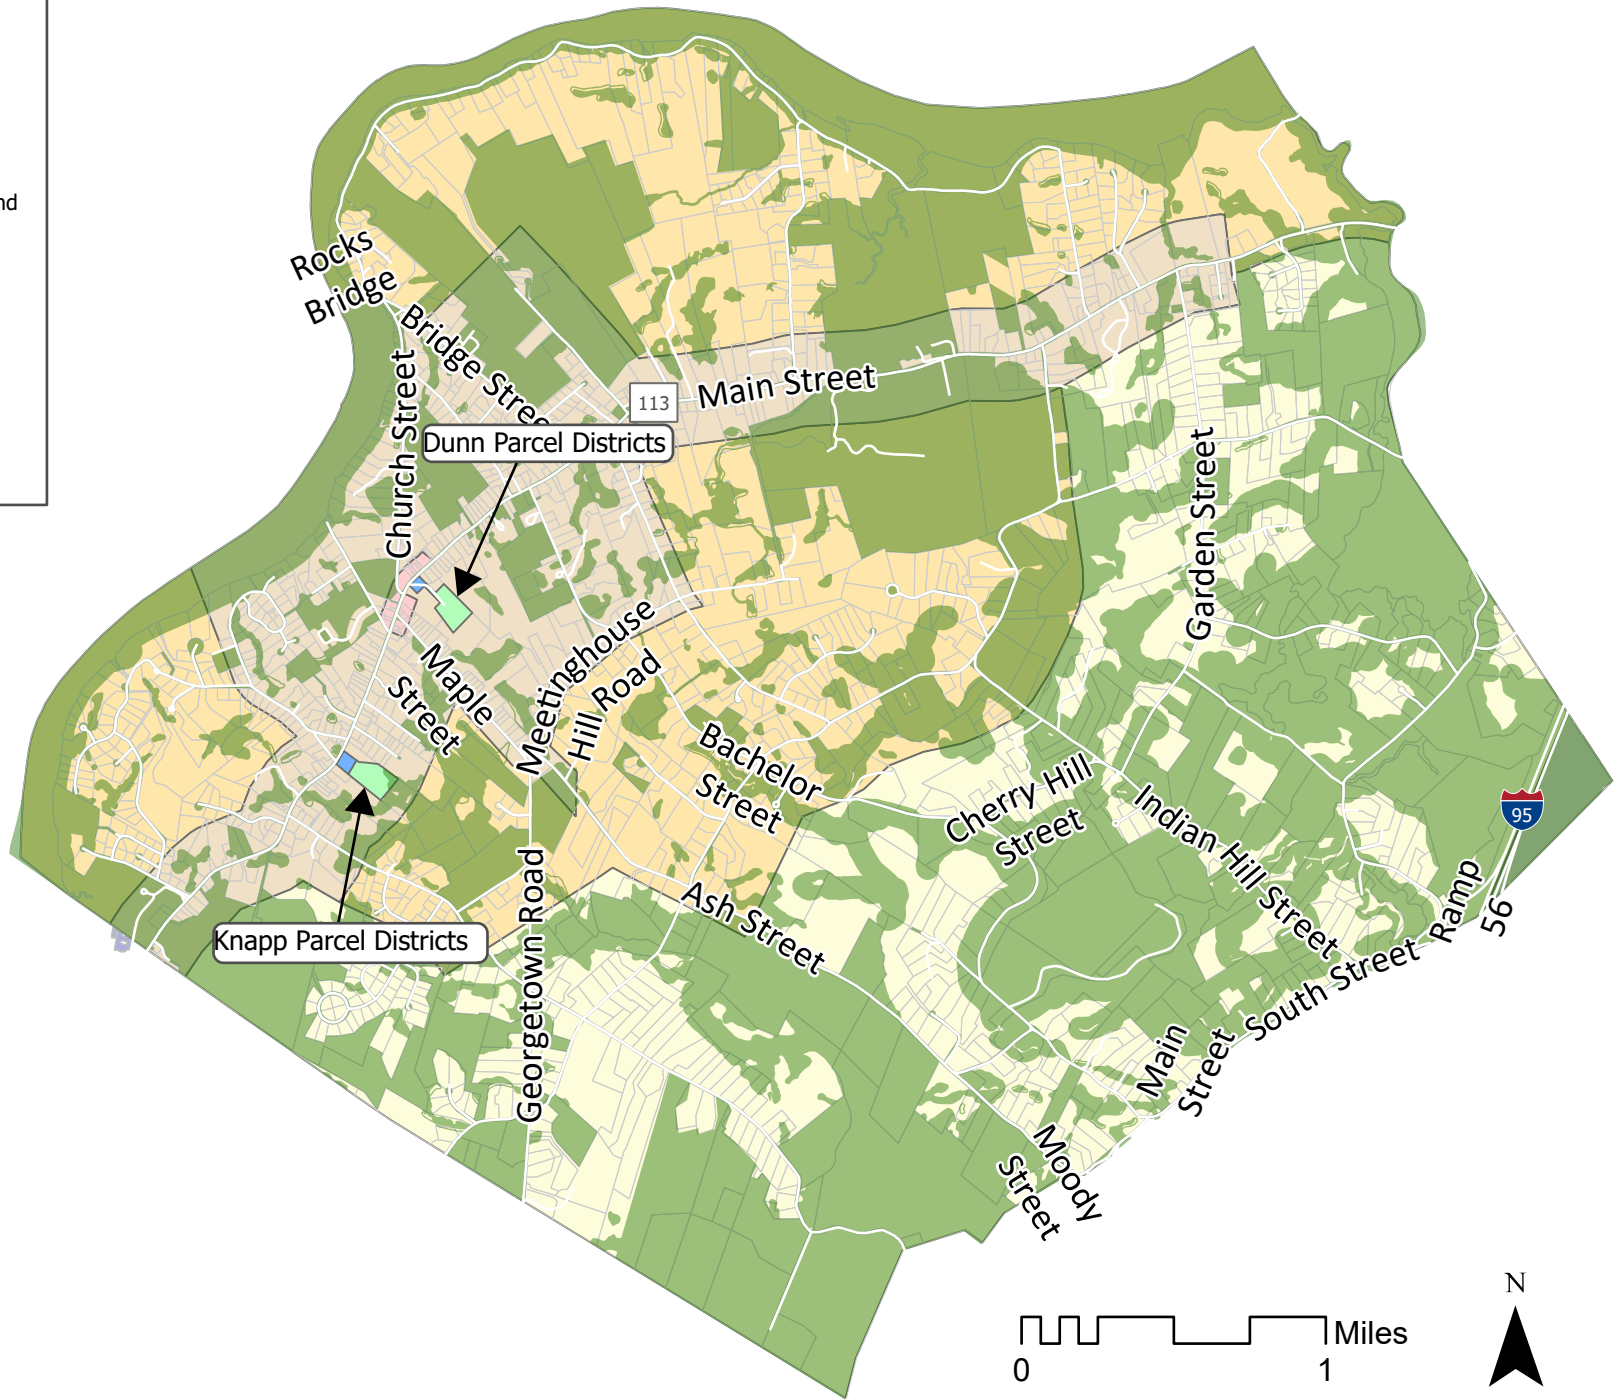 nd
Rocks
Bridge
Bridge Stree
113
Main Street
Dunn Parcel Districts
Church Street
Garden Street
Meetinghouse
Hill Road
Maple
Street
Bachelor
Street
Cherry Hill
Street
Indian Hill Street
95
Ramp
56
Knapp Parcel Districts
Georgetown Road
Ash Street
South Street
Main
Street
Moody
Street
N
Miles
0
1